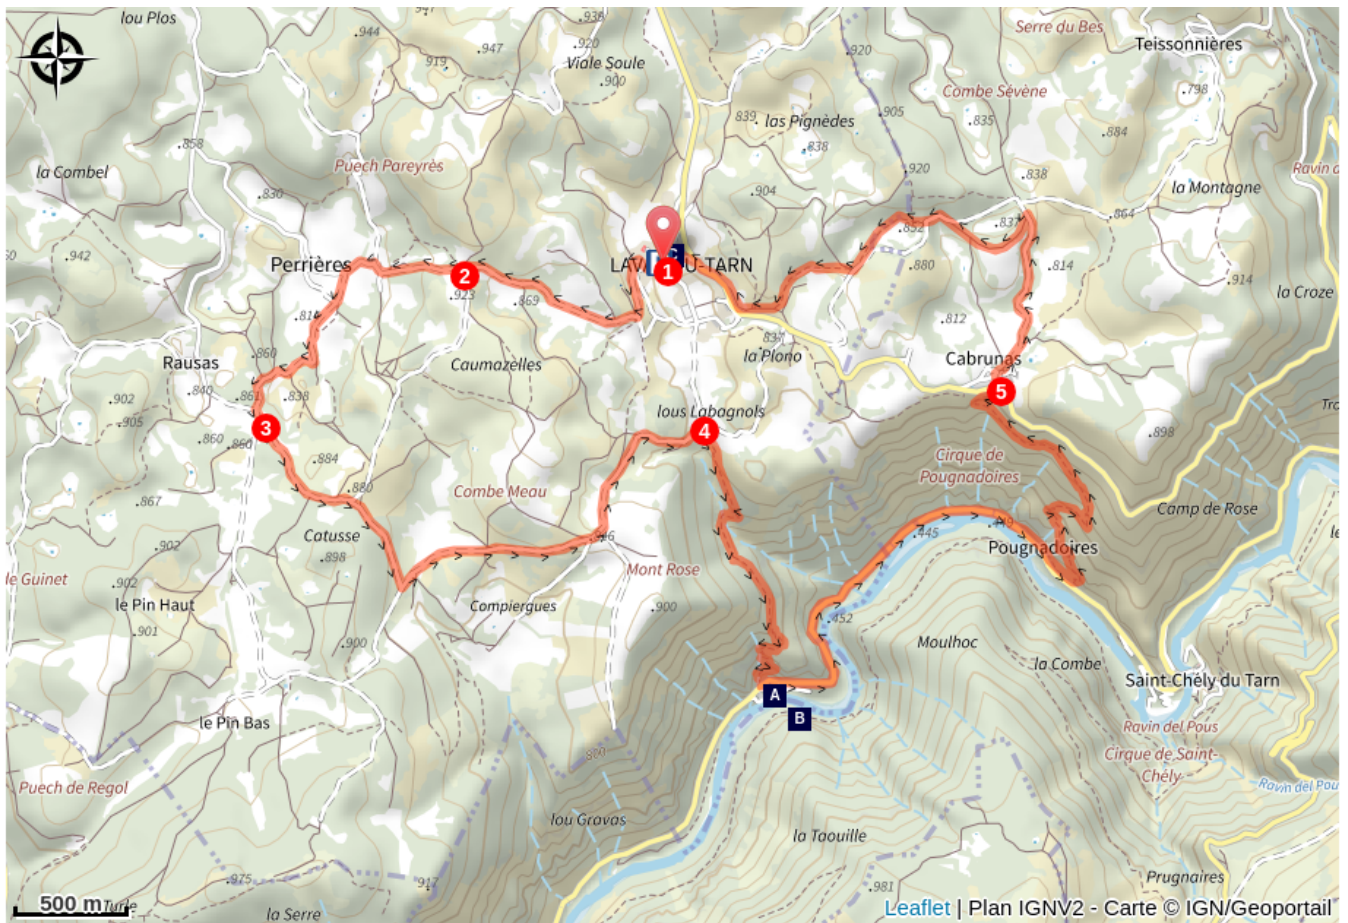 lou Plos
.944
.947
.938
.920
Serre du Bes
Teissonnières
.919
Viale Soule
.900
.920
Combe Sévène
.798
.905
839.
las Pignèdes
.835
.884
.858
.838
la Combel
Puech Pareyrès
.920
.838
Ravin d
.830
.904
la Montagne
.864
.837
.942
Perrières
2
1
.880
.814
.914
.923
.869
la Croze
.812
.860
837
Rausas
Caumazelles
la Plono
Cabrunas
.840
.861
.838
.902
5
.905
3
lous Labagnols
4
.860
.860
.898
.884
Cirque de
Pougnadoires
.880
Combe Meau
.867
Camp de Rose
Catusse
.445
.902
.898
Pougnadoires
le Guinet
Mont Rose
.902
le Pin Haut
Compiergues
.900
.452
.901
.900
Moulhoc
la Combe
Saint-Chély du Tarn
A
B
le Pin Bas
Ravin del Pous
Cirque de Saint-
Chély
Puech de Regol
800
Ravin del Pou
lou Gravas
la Taouille
.975
.917
.981
Prugnaires
500 m
la Serre
Leaflet | Plan IGNV2 - Carte © IGN/Geoportail